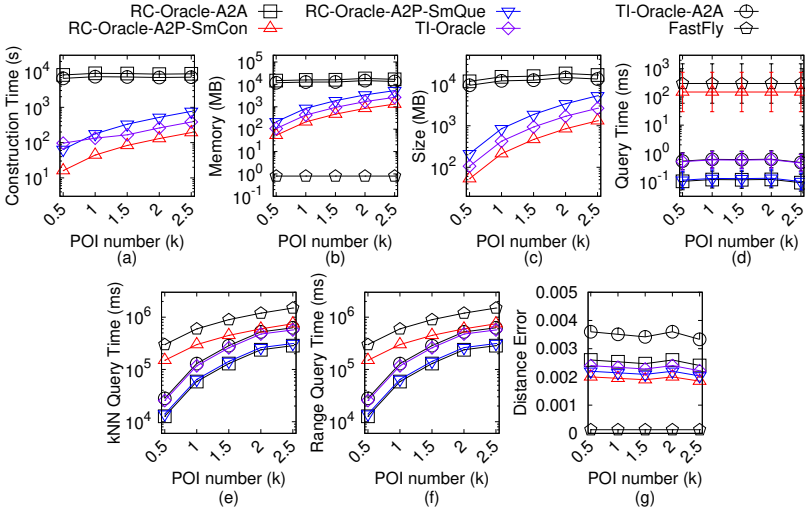 RC-Oracle-A2A RC-Oracle-A2P-SmQue TI-Oracle-A2A
RC-Oracle-A2P-SmCon TI-Oracle FastFly
Construction Time (s)
10^4
10^3
10^2
10^1
0.5 1 1.5 2 2.5
POI number (k)
(a)
Memory (MB)
10^5
10^4
10^3
10^2
10^1
10^0
10^-1
0.5 1 1.5 2 2.5
POI number (k)
(b)
Size (MB)
10^4
10^3
10^2
0.5 1 1.5 2 2.5
POI number (k)
(c)
Query Time (ms)
10^3
10^2
10^1
10^0
10^-1
0.5 1 1.5 2 2.5
POI number (k)
(d)
kNN Query Time (ms)
10^6
10^5
10^4
0.5 1 1.5 2 2.5
POI number (k)
(e)
Range Query Time (ms)
10^6
10^5
10^4
0.5 1 1.5 2 2.5
POI number (k)
(f)
Distance Error
0.005
0.004
0.003
0.002
0.001
0
0.5 1 1.5 2 2.5
POI number (k)
(g)